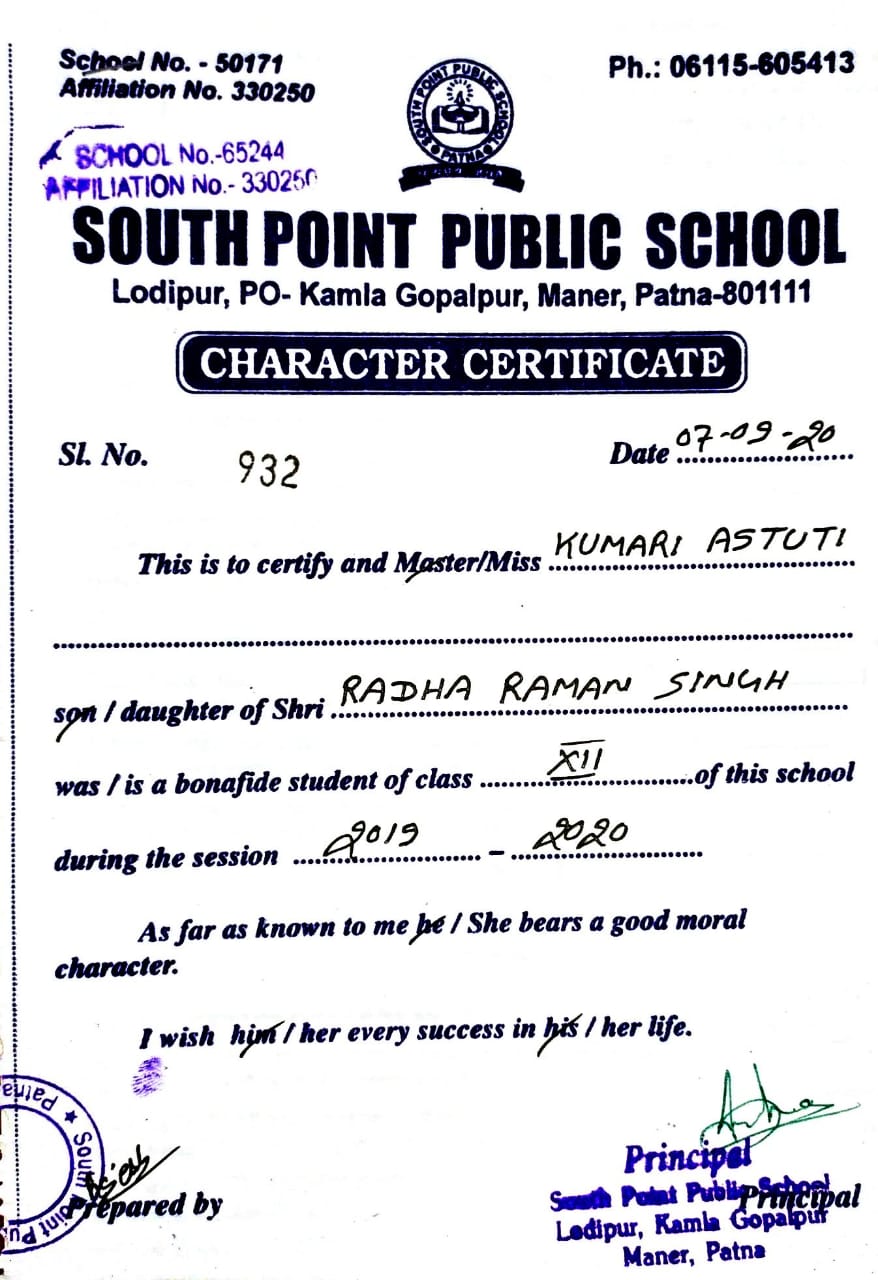 School No. - 50171
Affiliation No. 330250
Ph.: 06115-605413
SCHOOL No.-65244
AFFILIATION No.- 330250
SOUTH POINT PUBLIC SCHOOL
PATNA
SOUTH POINT PUBLIC SCHOOL
Lodipur, PO- Kamla Gopalpur, Maner, Patna-801111
CHARACTER CERTIFICATE
Sl. No. 932
Date 07-09-20
This is to certify and Master/Miss KUMARI ASTUTI
son / daughter of Shri RADHA RAMAN SINGH
was / is a bonafide student of class XII of this school
during the session 2019 - 2020
As far as known to me he / She bears a good moral
character.
I wish him / her every success in his / her life.
Patna ★ South Point Pu
Prepared by
Principal
South Point Public School
Principal
Lodipur, Kamla Gopalpur
Maner, Patna